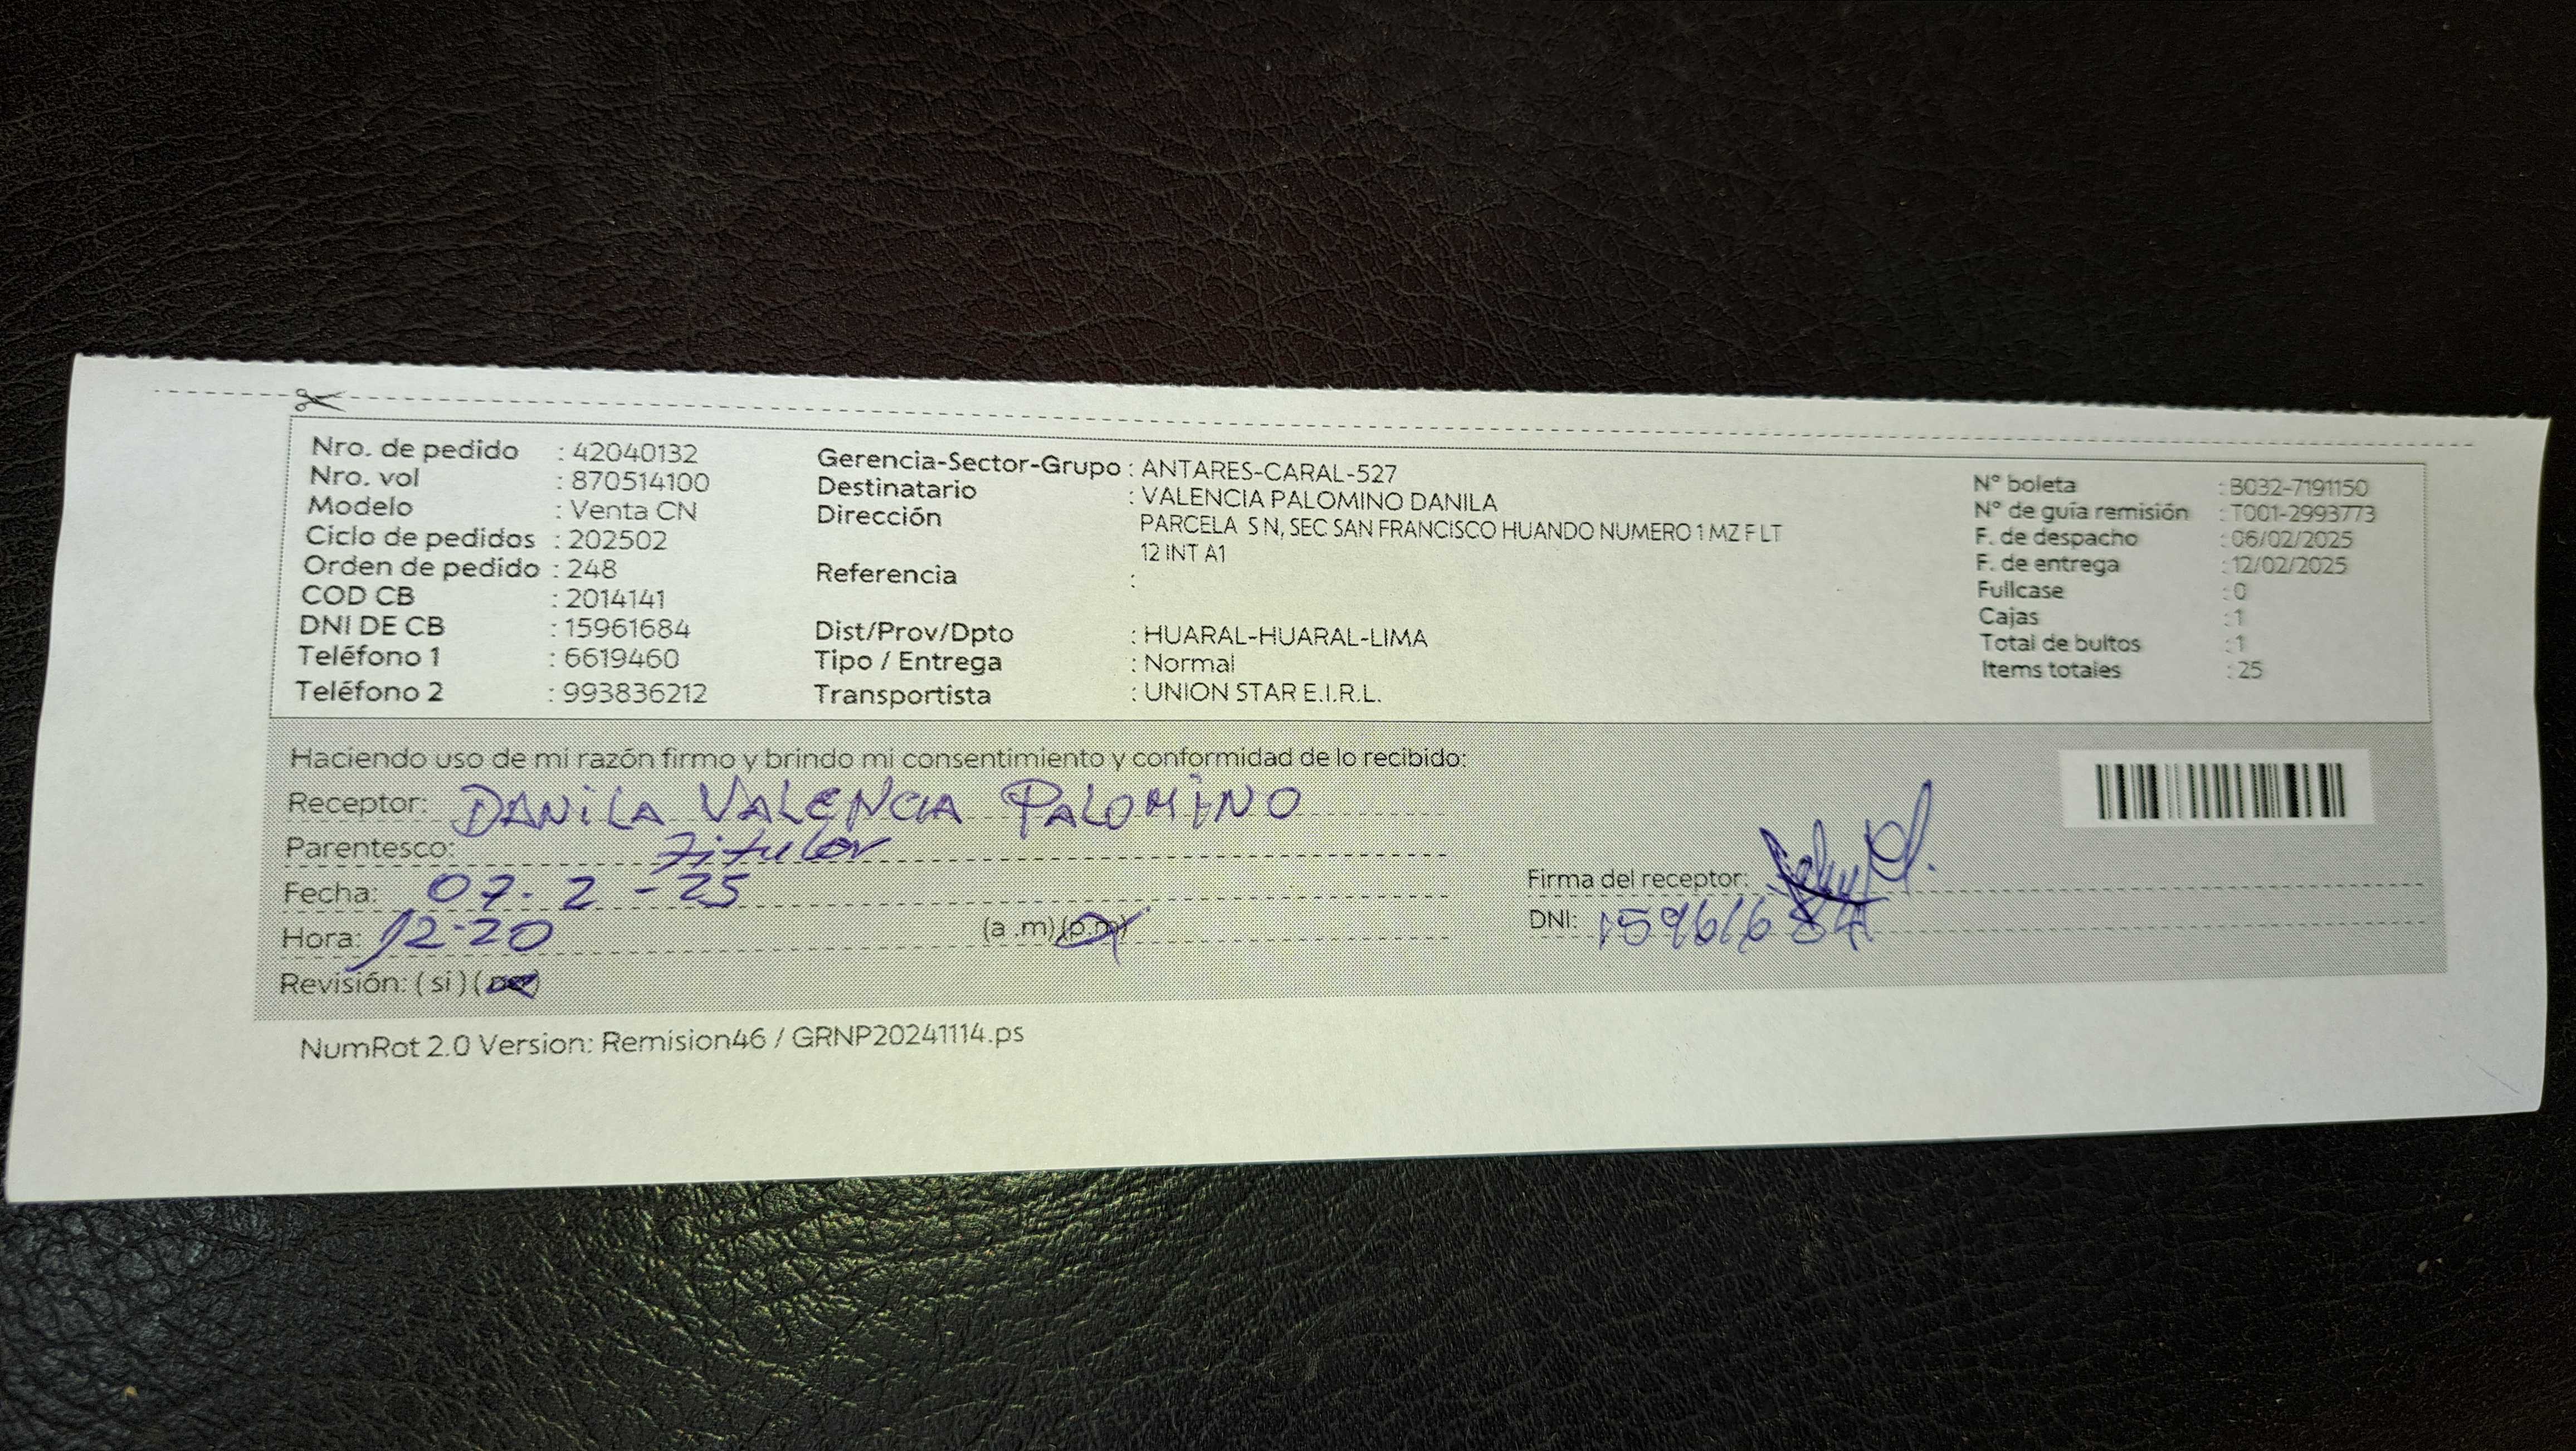 Nro. de pedido : 42040132
Nro. vol : 870514100
Modelo : Venta CN
Ciclo de pedidos : 202502
Orden de pedido : 248
COD CB : 2014141
DNI DE CB : 15961684
Teléfono 1 : 6619460
Teléfono 2 : 993836212
Gerencia-Sector-Grupo : ANTARES-CARAL-527
Destinatario : VALENCIA PALOMINO DANILA
Dirección PARCELA S N, SEC SAN FRANCISCO HUANDO NUMERO 1 MZ F LT
12 INT A1
Referencia :
Dist/Prov/Dpto : HUARAL-HUARAL-LIMA
Tipo / Entrega : Normal
Transportista : UNION STAR E.I.R.L.
N° boleta : B032-7191150
N° de guía remisión : T001-2993773
F. de despacho : 06/02/2025
F. de entrega : 12/02/2025
Fullcase : 0
Cajas : 1
Total de bultos : 1
Items totales : 25
Haciendo uso de mi razón firmo y brindo mi consentimiento y conformidad de lo recibido:
Receptor: DANILA VALENCIA PALOMINO
Parentesco: titular
Fecha: 07-2-25
Hora: 12-20 (a .m) (p.m)
Revisión: ( si ) ( no )
Firma del receptor:
DNI: 15961684
NumRot 2.0 Version: Remision46 / GRNP20241114.ps